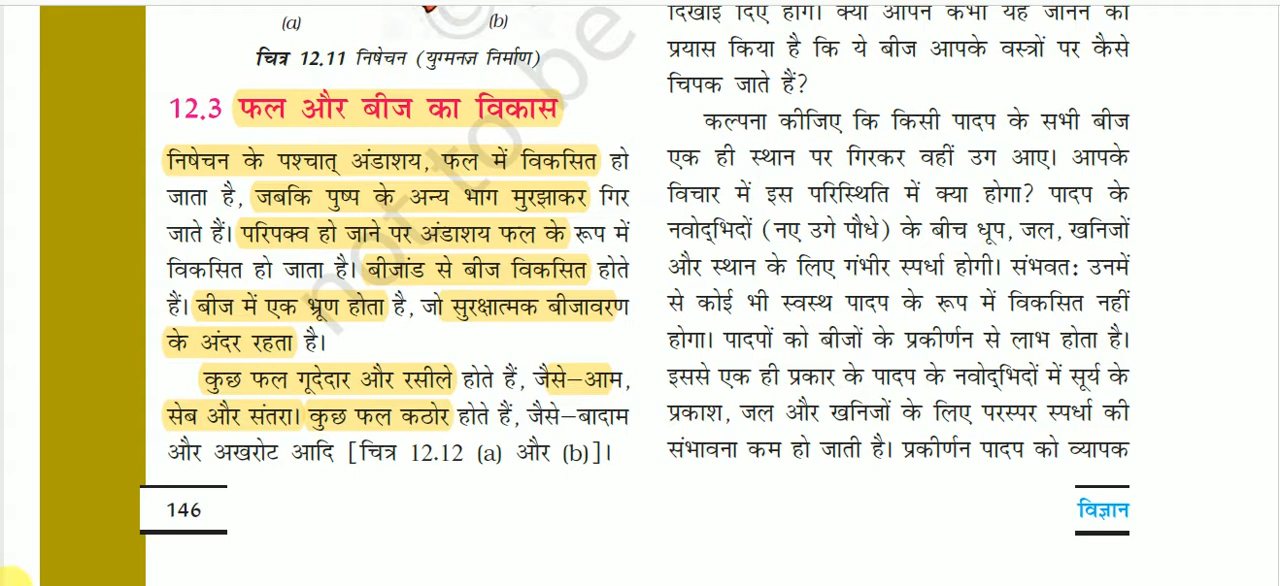 (a) (b)
चित्र 12.11 निषेचन (युग्मनज निर्माण)
12.3 फल और बीज का विकास
निषेचन के पश्चात् अंडाशय, फल में विकसित हो
जाता है, जबकि पुष्प के अन्य भाग मुरझाकर गिर
जाते हैं। परिपक्व हो जाने पर अंडाशय फल के रूप में
विकसित हो जाता है। बीजांड से बीज विकसित होते
हैं। बीज में एक भ्रूण होता है, जो सुरक्षात्मक बीजावरण
के अंदर रहता है।
कुछ फल गूदेदार और रसीले होते हैं, जैसे–आम,
सेब और संतरा। कुछ फल कठोर होते हैं, जैसे–बादाम
और अखरोट आदि [चित्र 12.12 (a) और (b)]।
146
दिखाई दिए होंगे। क्या आपने कभी यह जानने का
प्रयास किया है कि ये बीज आपके वस्त्रों पर कैसे
चिपक जाते हैं?
कल्पना कीजिए कि किसी पादप के सभी बीज
एक ही स्थान पर गिरकर वहीं उग आए। आपके
विचार में इस परिस्थिति में क्या होगा? पादप के
नवोद्‌भिदों (नए उगे पौधे) के बीच धूप, जल, खनिजों
और स्थान के लिए गंभीर स्पर्धा होगी। संभवत: उनमें
से कोई भी स्वस्थ पादप के रूप में विकसित नहीं
होगा। पादपों को बीजों के प्रकीर्णन से लाभ होता है।
इससे एक ही प्रकार के पादप के नवोद्‌भिदों में सूर्य के
प्रकाश, जल और खनिजों के लिए परस्पर स्पर्धा की
संभावना कम हो जाती है। प्रकीर्णन पादप को व्यापक
विज्ञान
not to be
©